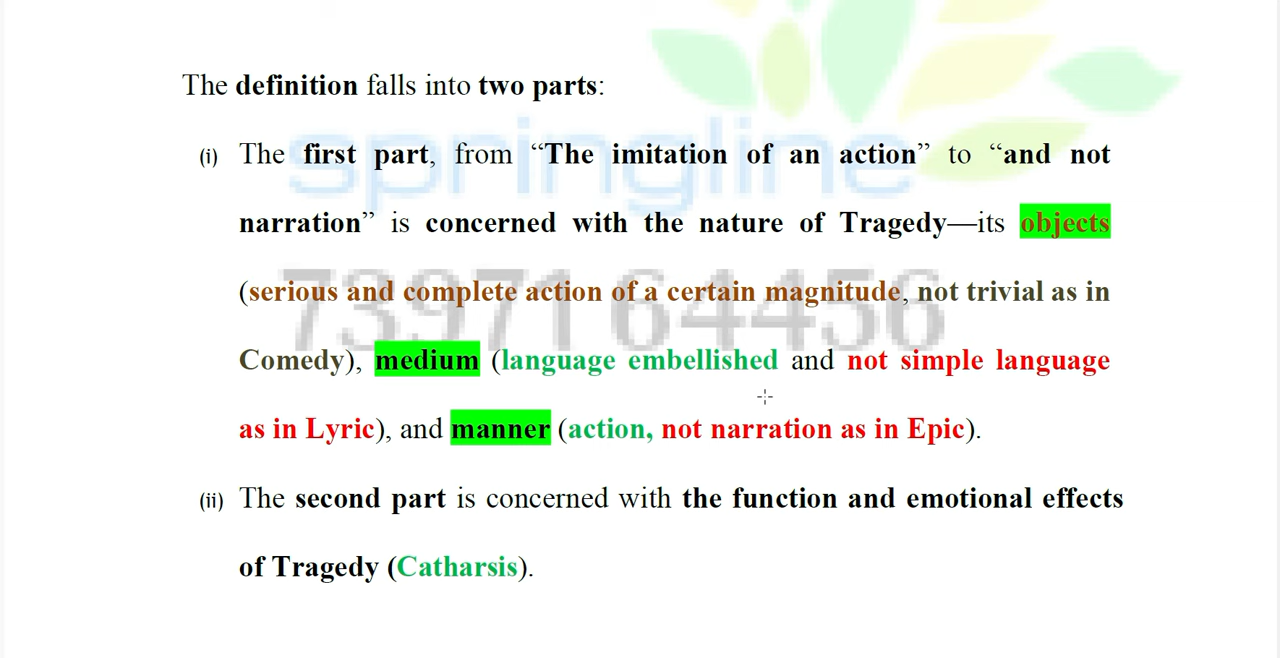 The definition falls into two parts:
springline
(i) The first part, from “The imitation of an action” to “and not
narration” is concerned with the nature of Tragedy—its objects
73971 64456
(serious and complete action of a certain magnitude, not trivial as in
Comedy), medium (language embellished and not simple language
as in Lyric), and manner (action, not narration as in Epic).
(ii) The second part is concerned with the function and emotional effects
of Tragedy (Catharsis).